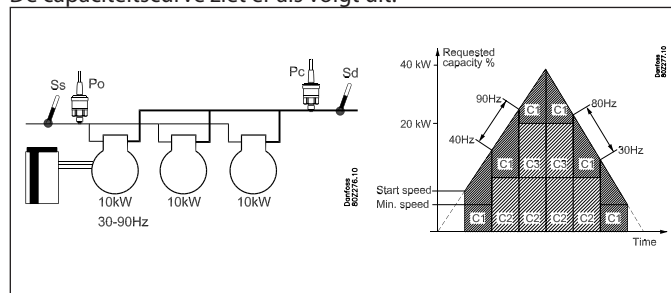 De capaciteitscurve ziet er als volgt uit:
Ss
Po
Pc
Sd
10kW
10kW
10kW
30-90Hz
Danfoss
80Z276.10
Requested
capacity %
40 kW
20 kW
Start speed
Min. speed
90Hz
40Hz
80Hz
30Hz
C1
C1
C1
C3
C3
C1
C1
C2
C2
C2
C2
C1
Time
Danfoss
80Z277.10